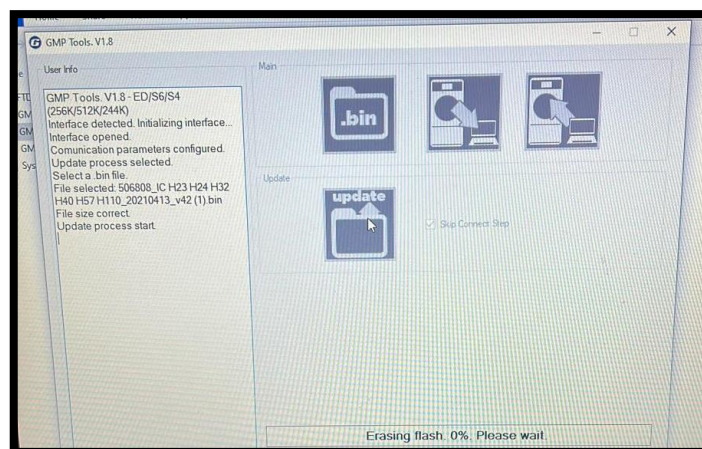 GMP Tools. V1.8
User Info
GMP Tools. V1.8 - ED/S6/S4
(256K/512K/244K)
Interface detected. Initializing interface...
Interface opened.
Comunication parameters configured.
Update process selected.
Select a .bin file.
File selected: 506808_IC H23 H24 H32
H40 H57 H110_20210413_v42 (1).bin
File size correct.
Update process start.
Main
.bin
Update
update
Skip Connect Step
Erasing flash. 0%. Please wait.